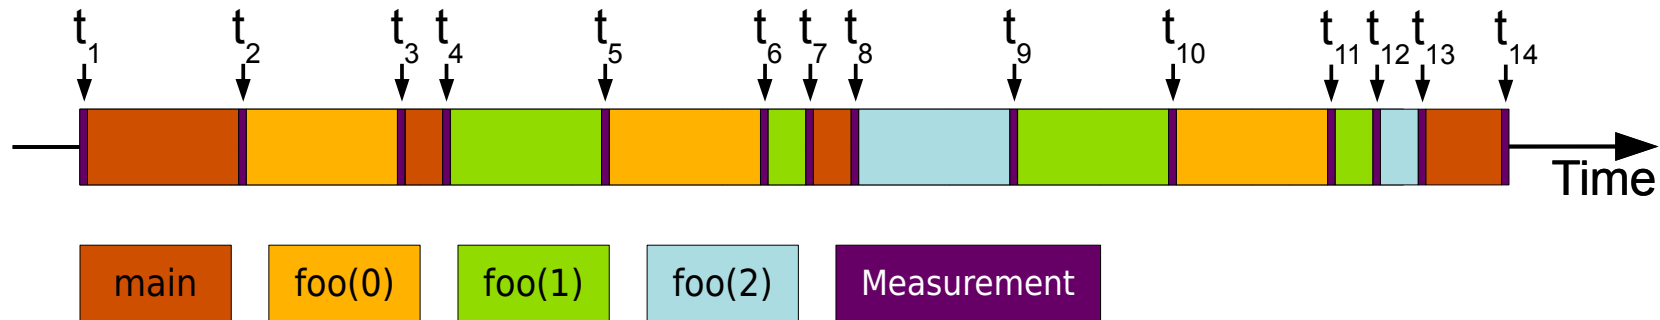 t1 t2 t3 t4 t5 t6 t7 t8 t9 t10 t11 t12 t13 t14
Time
main foo(0) foo(1) foo(2) Measurement